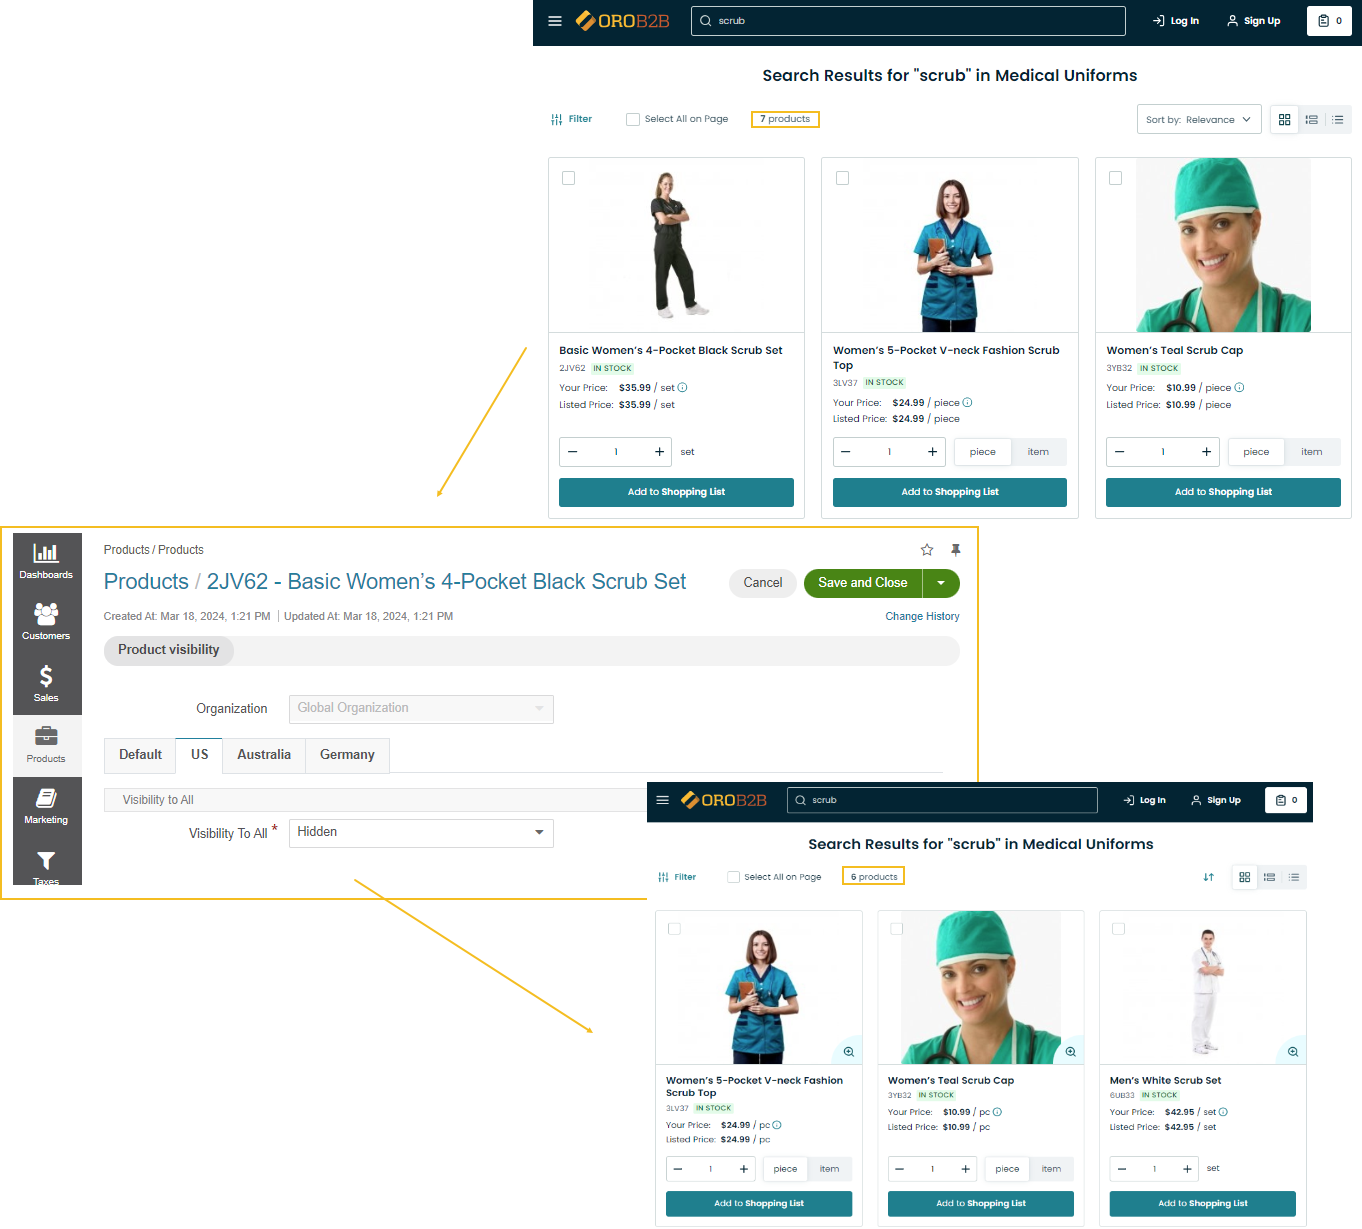 OROB2B
scrub
Log In
Sign Up
0
Search Results for "scrub" in Medical Uniforms
Filter
Select All on Page
7 products
Sort by: Relevance
Basic Women’s 4-Pocket Black Scrub Set
2JV62 IN STOCK
Your Price: $35.99 / set
Listed Price: $35.99 / set
1
set
Add to Shopping List
Women’s 5-Pocket V-neck Fashion Scrub
Top
3LV37 IN STOCK
Your Price: $24.99 / piece
Listed Price: $24.99 / piece
1
piece
item
Add to Shopping List
Women’s Teal Scrub Cap
3YB32 IN STOCK
Your Price: $10.99 / piece
Listed Price: $10.99 / piece
1
piece
item
Add to Shopping List
Dashboards
Customers
Sales
Products
Marketing
Taxes
Products / Products
Products / 2JV62 - Basic Women’s 4-Pocket Black Scrub Set
Cancel
Save and Close
Created At: Mar 18, 2024, 1:21 PM
Updated At: Mar 18, 2024, 1:21 PM
Change History
Product visibility
Organization
Global Organization
Default
US
Australia
Germany
Visibility to All
Visibility To All *
Hidden
OROB2B
scrub
Log In
Sign Up
0
Search Results for "scrub" in Medical Uniforms
Filter
Select All on Page
6 products
Women’s 5-Pocket V-neck Fashion
Scrub Top
3LV37 IN STOCK
Your Price: $24.99 / pc
Listed Price: $24.99 / pc
1
piece
item
Add to Shopping List
Women’s Teal Scrub Cap
3YB32 IN STOCK
Your Price: $10.99 / pc
Listed Price: $10.99 / pc
1
piece
item
Add to Shopping List
Men’s White Scrub Set
6UB33 IN STOCK
Your Price: $42.95 / set
Listed Price: $42.95 / set
1
set
Add to Shopping List